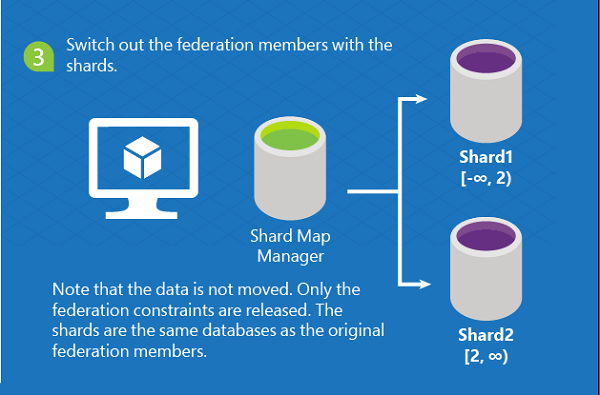 3
Switch out the federation members with the
shards.
Shard1
[-∞, 2)
Shard Map
Manager
Note that the data is not moved. Only the
federation constraints are released. The
shards are the same databases as the original
federation members.
Shard2
[2, ∞)